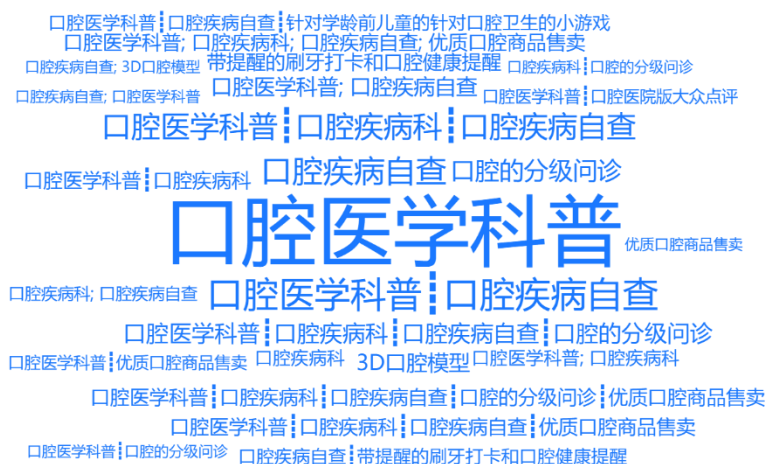 口腔医学科普┋口腔疾病自查┋针对学龄前儿童的针对口腔卫生的小游戏
口腔医学科普; 口腔疾病科; 口腔疾病自查; 优质口腔商品售卖
口腔疾病自查; 3D口腔模型 带提醒的刷牙打卡和口腔健康提醒 口腔疾病科┋口腔的分级问诊
口腔疾病自查; 口腔医学科普 口腔医学科普; 口腔疾病自查 口腔医学科普┋口腔医院版大众点评
口腔医学科普┋口腔疾病科┋口腔疾病自查
口腔医学科普┋口腔疾病科 口腔疾病自查 口腔的分级问诊
口腔医学科普 优质口腔商品售卖
口腔疾病科; 口腔疾病自查 口腔医学科普┋口腔疾病自查
口腔医学科普┋口腔疾病科┋口腔疾病自查┋口腔的分级问诊
口腔医学科普┋优质口腔商品售卖 口腔疾病科 3D口腔模型 口腔医学科普; 口腔疾病科
口腔医学科普┋口腔疾病科┋口腔疾病自查┋口腔的分级问诊┋优质口腔商品售卖
口腔医学科普┋口腔疾病科┋口腔疾病自查┋优质口腔商品售卖
口腔医学科普┋口腔的分级问诊 口腔疾病自查┋带提醒的刷牙打卡和口腔健康提醒